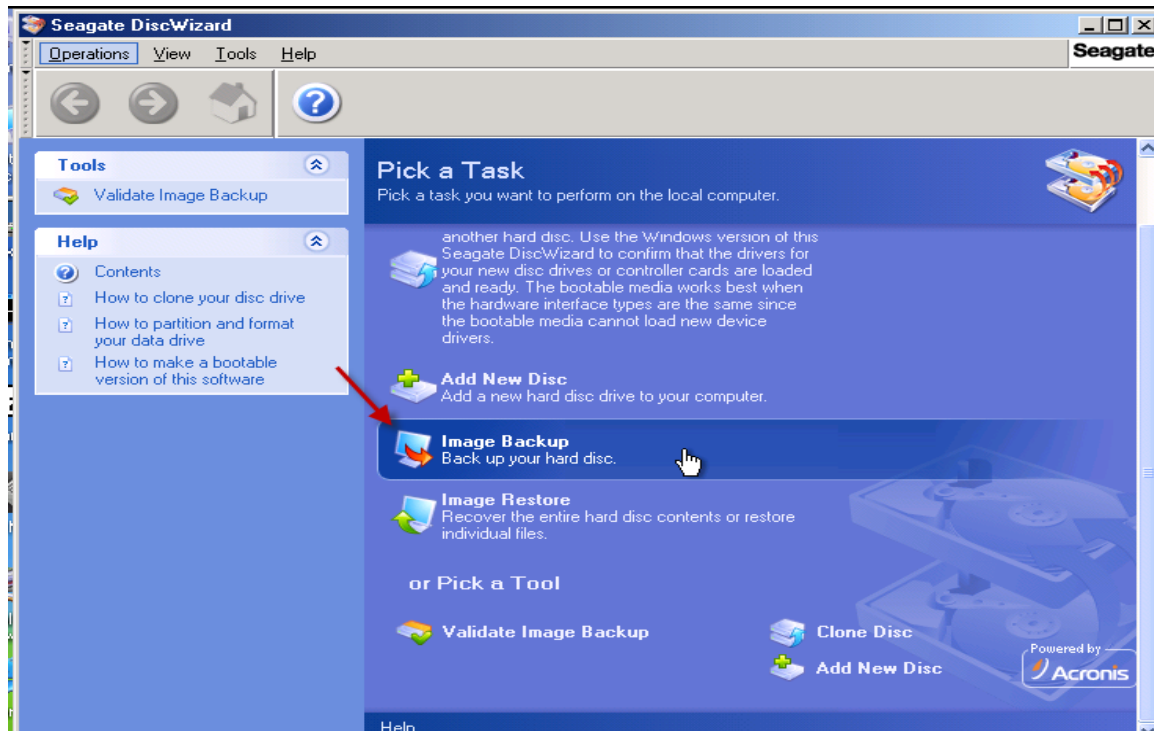 Seagate DiscWizard
Operations View Tools Help
Seagate
Tools
Validate Image Backup
Help
Contents
How to clone your disc drive
How to partition and format
your data drive
How to make a bootable
version of this software
Pick a Task
Pick a task you want to perform on the local computer.
another hard disc. Use the Windows version of this
Seagate DiscWizard to confirm that the drivers for
your new disc drives or controller cards are loaded
and ready. The bootable media works best when
the hardware interface types are the same since
the bootable media cannot load new device
drivers.
Add New Disc
Add a new hard disc drive to your computer.
Image Backup
Back up your hard disc.
Image Restore
Recover the entire hard disc contents or restore
individual files.
or Pick a Tool
Validate Image Backup
Clone Disc
Add New Disc
Powered by
Acronis
Help